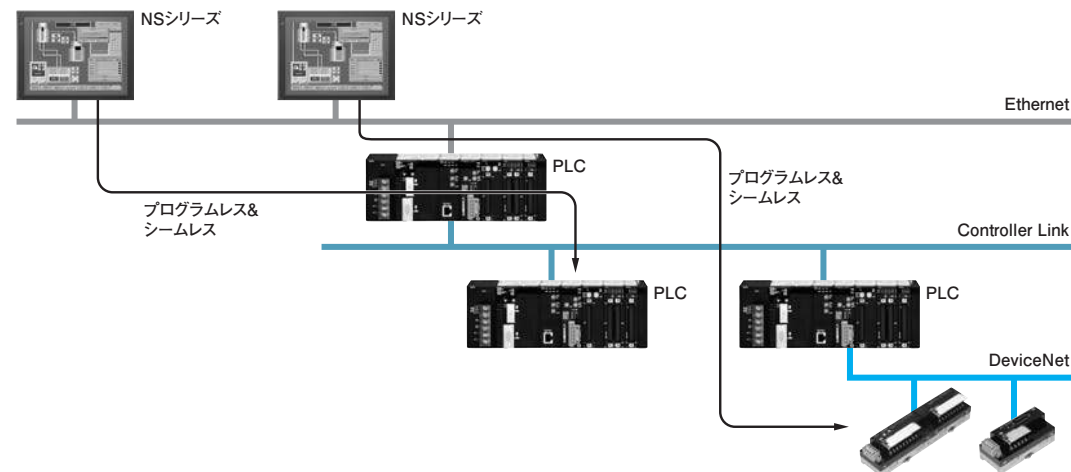 NSシリーズ
NSシリーズ
Ethernet
PLC
プログラムレス&
シームレス
プログラムレス&
シームレス
Controller Link
PLC
PLC
DeviceNet